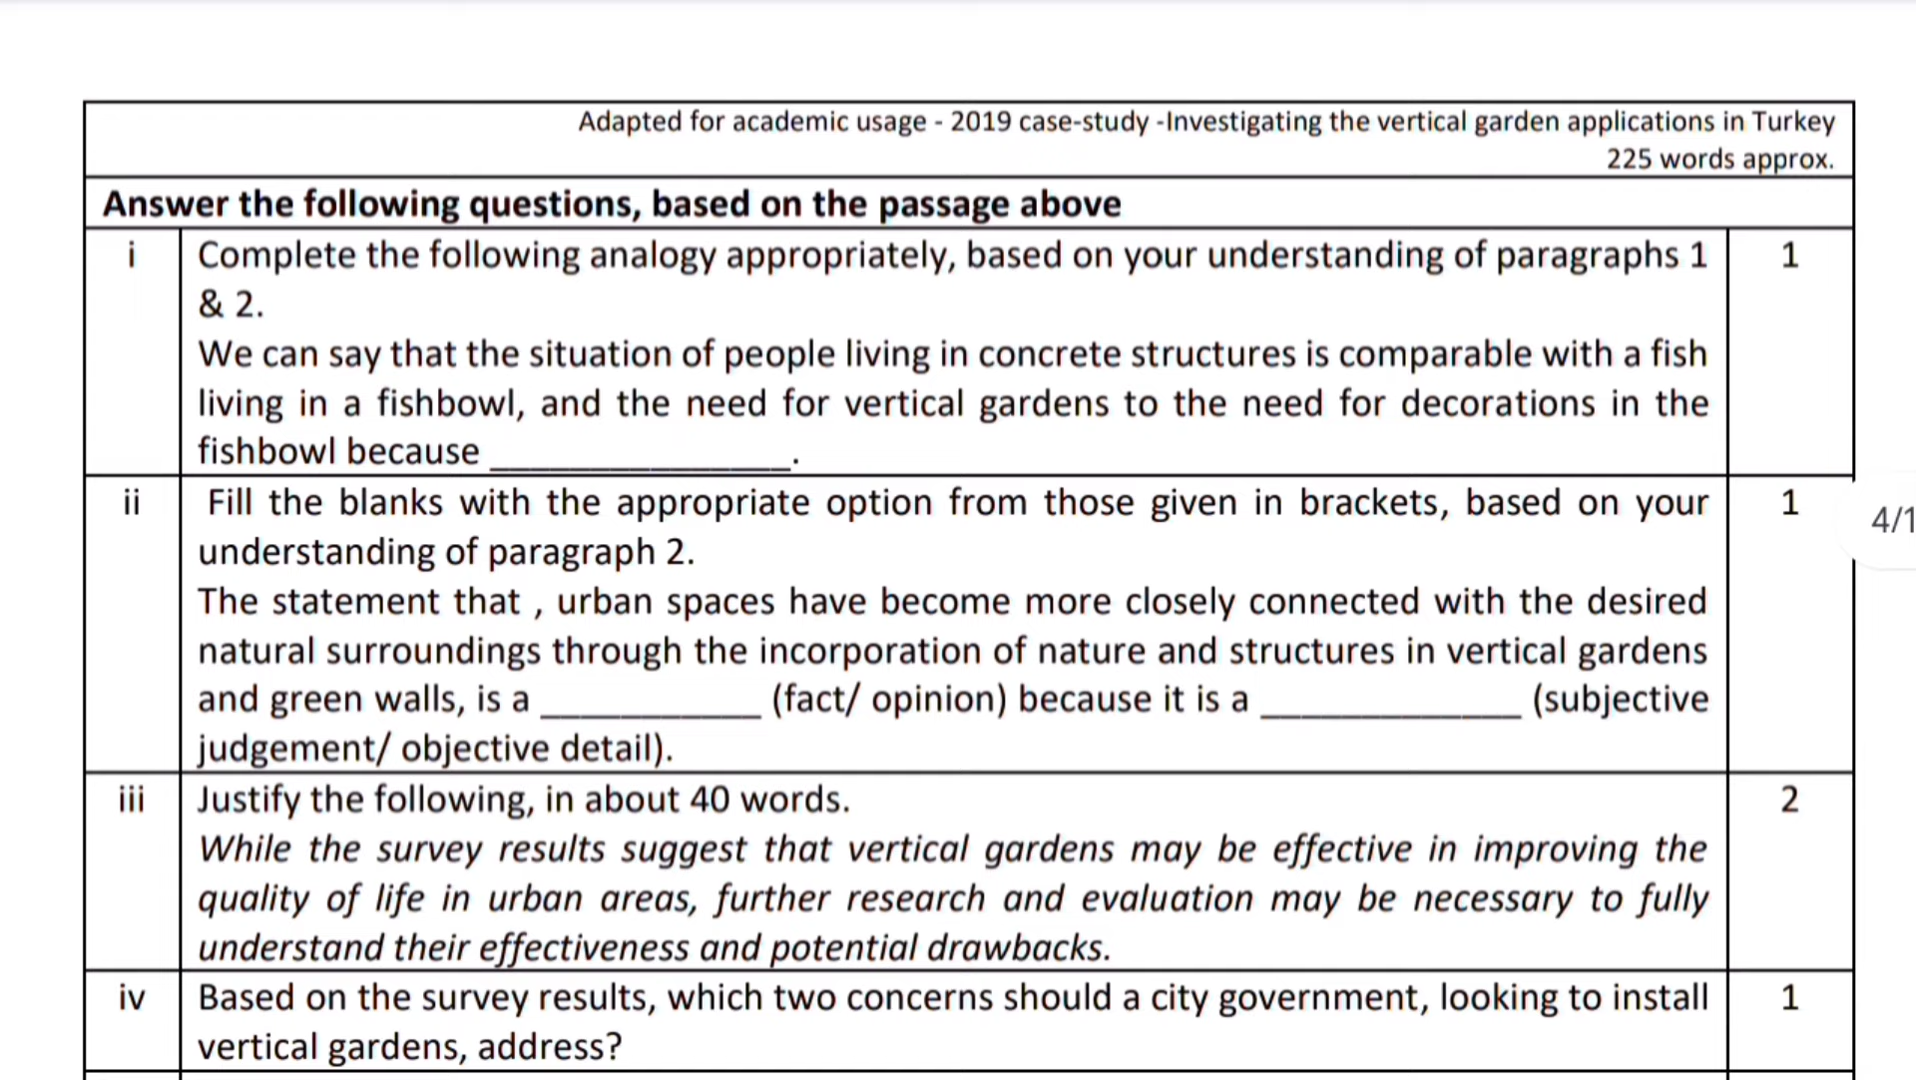 Adapted for academic usage - 2019 case-study -Investigating the vertical garden applications in Turkey
225 words approx.
Answer the following questions, based on the passage above
i Complete the following analogy appropriately, based on your understanding of paragraphs 1 1
& 2.
We can say that the situation of people living in concrete structures is comparable with a fish
living in a fishbowl, and the need for vertical gardens to the need for decorations in the
fishbowl because _______________.
ii Fill the blanks with the appropriate option from those given in brackets, based on your 1
4/1
understanding of paragraph 2.
The statement that , urban spaces have become more closely connected with the desired
natural surroundings through the incorporation of nature and structures in vertical gardens
and green walls, is a ___________ (fact/ opinion) because it is a _____________ (subjective
judgement/ objective detail).
iii Justify the following, in about 40 words. 2
While the survey results suggest that vertical gardens may be effective in improving the
quality of life in urban areas, further research and evaluation may be necessary to fully
understand their effectiveness and potential drawbacks.
iv Based on the survey results, which two concerns should a city government, looking to install 1
vertical gardens, address?